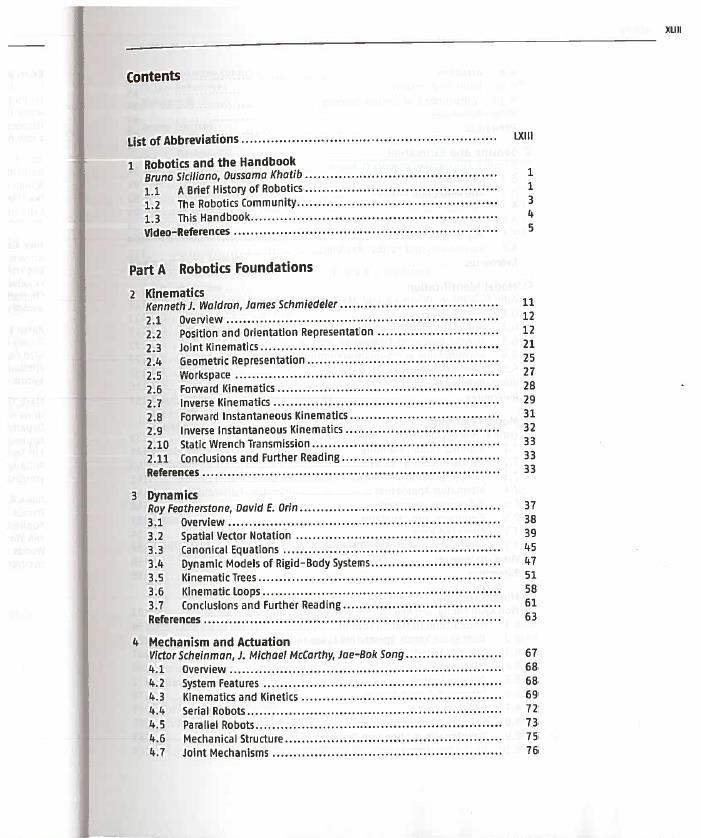 XLIII
Contents
List of Abbreviations ................ LXIII
1 Robotics and the Handbook
Bruno Siciliano, Oussama Khatib ................ 1
1.1 A Brief History of Robotics ................ 1
1.2 The Robotics Community ................ 3
1.3 This Handbook ................ 4
Video-References ................ 5
Part A Robotics Foundations
2 Kinematics
Kenneth J. Waldron, James Schmiedeler ................ 11
2.1 Overview ................ 12
2.2 Position and Orientation Representation ................ 12
2.3 Joint Kinematics ................ 21
2.4 Geometric Representation ................ 25
2.5 Workspace ................ 27
2.6 Forward Kinematics ................ 28
2.7 Inverse Kinematics ................ 29
2.8 Forward Instantaneous Kinematics ................ 31
2.9 Inverse Instantaneous Kinematics ................ 32
2.10 Static Wrench Transmission ................ 33
2.11 Conclusions and Further Reading ................ 33
References ................ 33
3 Dynamics
Roy Featherstone, David E. Orin ................ 37
3.1 Overview ................ 38
3.2 Spatial Vector Notation ................ 39
3.3 Canonical Equations ................ 45
3.4 Dynamic Models of Rigid-Body Systems ................ 47
3.5 Kinematic Trees ................ 51
3.6 Kinematic Loops ................ 58
3.7 Conclusions and Further Reading ................ 61
References ................ 63
4 Mechanism and Actuation
Victor Scheinman, J. Michael McCarthy, Jae-Bok Song ................ 67
4.1 Overview ................ 68
4.2 System Features ................ 68
4.3 Kinematics and Kinetics ................ 69
4.4 Serial Robots ................ 72
4.5 Parallel Robots ................ 73
4.6 Mechanical Structure ................ 75
4.7 Joint Mechanisms ................ 76